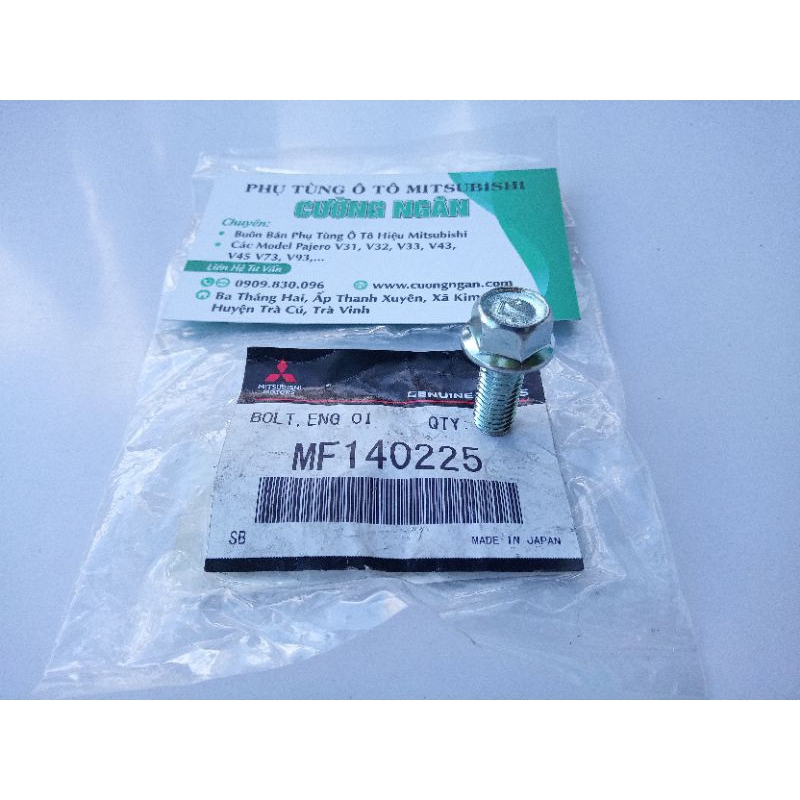 PHỤ TÙNG Ô TÔ MITSUBISHI
CƯỜNG NGÂN
Chuyên:
Buôn Bán Phụ Tùng Ô Tô Hiệu Mitsubishi
Các Model Pajero V31, V32, V33, V43,
V45 V73, V93,...
Liên Hệ Tư Vấn
0909.830.096 www.cuongngan.com
Ba Tháng Hai, Ấp Thanh Xuyên, Xã Kim
Huyện Trà Cú, Trà Vinh
MITSUBISHI
MOTORS
GENUINE
BOLT, ENG OI QTY:
MF140225
SB MADE IN JAPAN